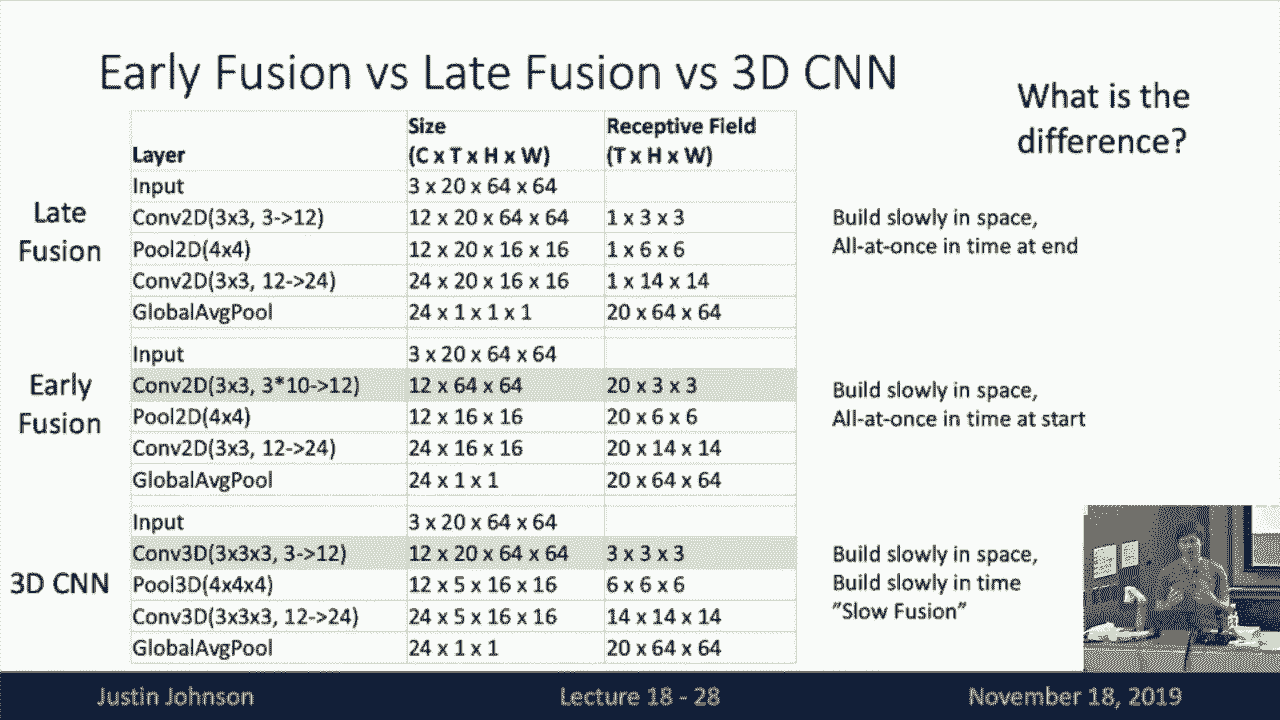 Early Fusion vs Late Fusion vs 3D CNN
What is the
difference?
Layer Size (C x T x H x W) Receptive Field (T x H x W)
Late Fusion
Input 3 x 20 x 64 x 64
Conv2D(3x3, 3->12) 12 x 20 x 64 x 64 1 x 3 x 3
Pool2D(4x4) 12 x 20 x 16 x 16 1 x 6 x 6
Conv2D(3x3, 12->24) 24 x 20 x 16 x 16 1 x 14 x 14
GlobalAvgPool 24 x 1 x 1 x 1 20 x 64 x 64
Build slowly in space,
All-at-once in time at end
Early Fusion
Input 3 x 20 x 64 x 64
Conv2D(3x3, 3*10->12) 12 x 64 x 64 20 x 3 x 3
Pool2D(4x4) 12 x 16 x 16 20 x 6 x 6
Conv2D(3x3, 12->24) 24 x 16 x 16 20 x 14 x 14
GlobalAvgPool 24 x 1 x 1 20 x 64 x 64
Build slowly in space,
All-at-once in time at start
3D CNN
Input 3 x 20 x 64 x 64
Conv3D(3x3x3, 3->12) 12 x 20 x 64 x 64 3 x 3 x 3
Pool3D(4x4x4) 12 x 5 x 16 x 16 6 x 6 x 6
Conv3D(3x3x3, 12->24) 24 x 5 x 16 x 16 14 x 14 x 14
GlobalAvgPool 24 x 1 x 1 20 x 64 x 64
Build slowly in space,
Build slowly in time
"Slow Fusion"
Justin Johnson Lecture 18 - 28 November 18, 2019